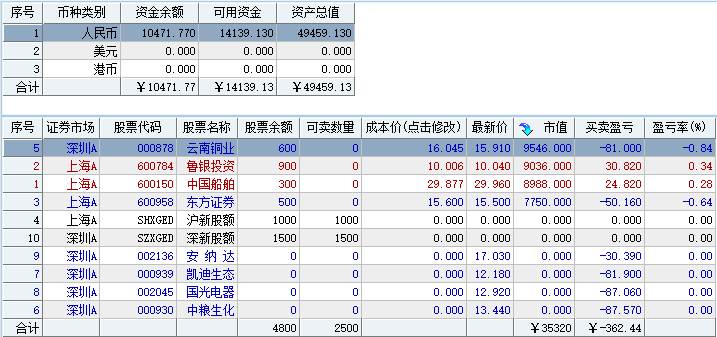 序号 币种类别 资金余额 可用资金 资产总值
1 人民币 10471.770 14139.130 49459.130
2 美元 0.000 0.000 0.000
3 港币 0.000 0.000 0.000
合计 ￥10471.77 ￥14139.13 ￥49459.13
序号 证券市场 股票代码 股票名称 股票余额 可卖数量 成本价(点击修改) 最新价 市值 买卖盈亏 盈亏率(%)
5 深圳A 000878 云南铜业 600 0 16.045 15.910 9546.000 -81.000 -0.84
2 上海A 600784 鲁银投资 900 0 10.006 10.040 9036.000 30.820 0.34
1 上海A 600150 中国船舶 300 0 29.877 29.960 8988.000 24.820 0.28
3 上海A 600958 东方证券 500 0 15.600 15.500 7750.000 -50.160 -0.64
4 上海A SHXGED 沪新股额 1000 1000 0.000 0.000 0.000 0.000 0.00
10 深圳A SZXGED 深新股额 1500 1500 0.000 0.000 0.000 0.000 0.00
9 深圳A 002136 安 纳 达 0 0 0.000 17.030 0.000 -30.390 0.00
7 深圳A 000939 凯迪生态 0 0 0.000 12.180 0.000 -81.900 0.00
8 深圳A 002045 国光电器 0 0 0.000 12.920 0.000 -87.060 0.00
6 深圳A 000930 中粮生化 0 0 0.000 13.440 0.000 -87.570 0.00
合计 4800 2500 ￥35320 ￥-362.44